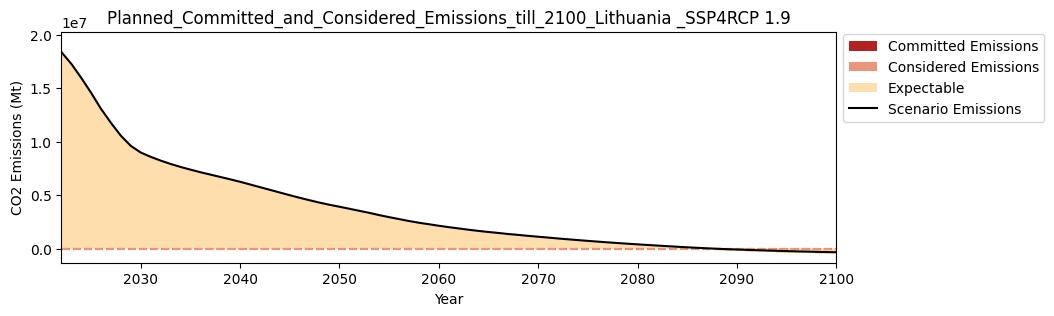 Planned_Committed_and_Considered_Emissions_till_2100_Lithuania _SSP4RCP 1.9
1e7
2.0
1.5
1.0
0.5
0.0
CO2 Emissions (Mt)
2030 2040 2050 2060 2070 2080 2090 2100
Year
Committed Emissions
Considered Emissions
Expectable
Scenario Emissions